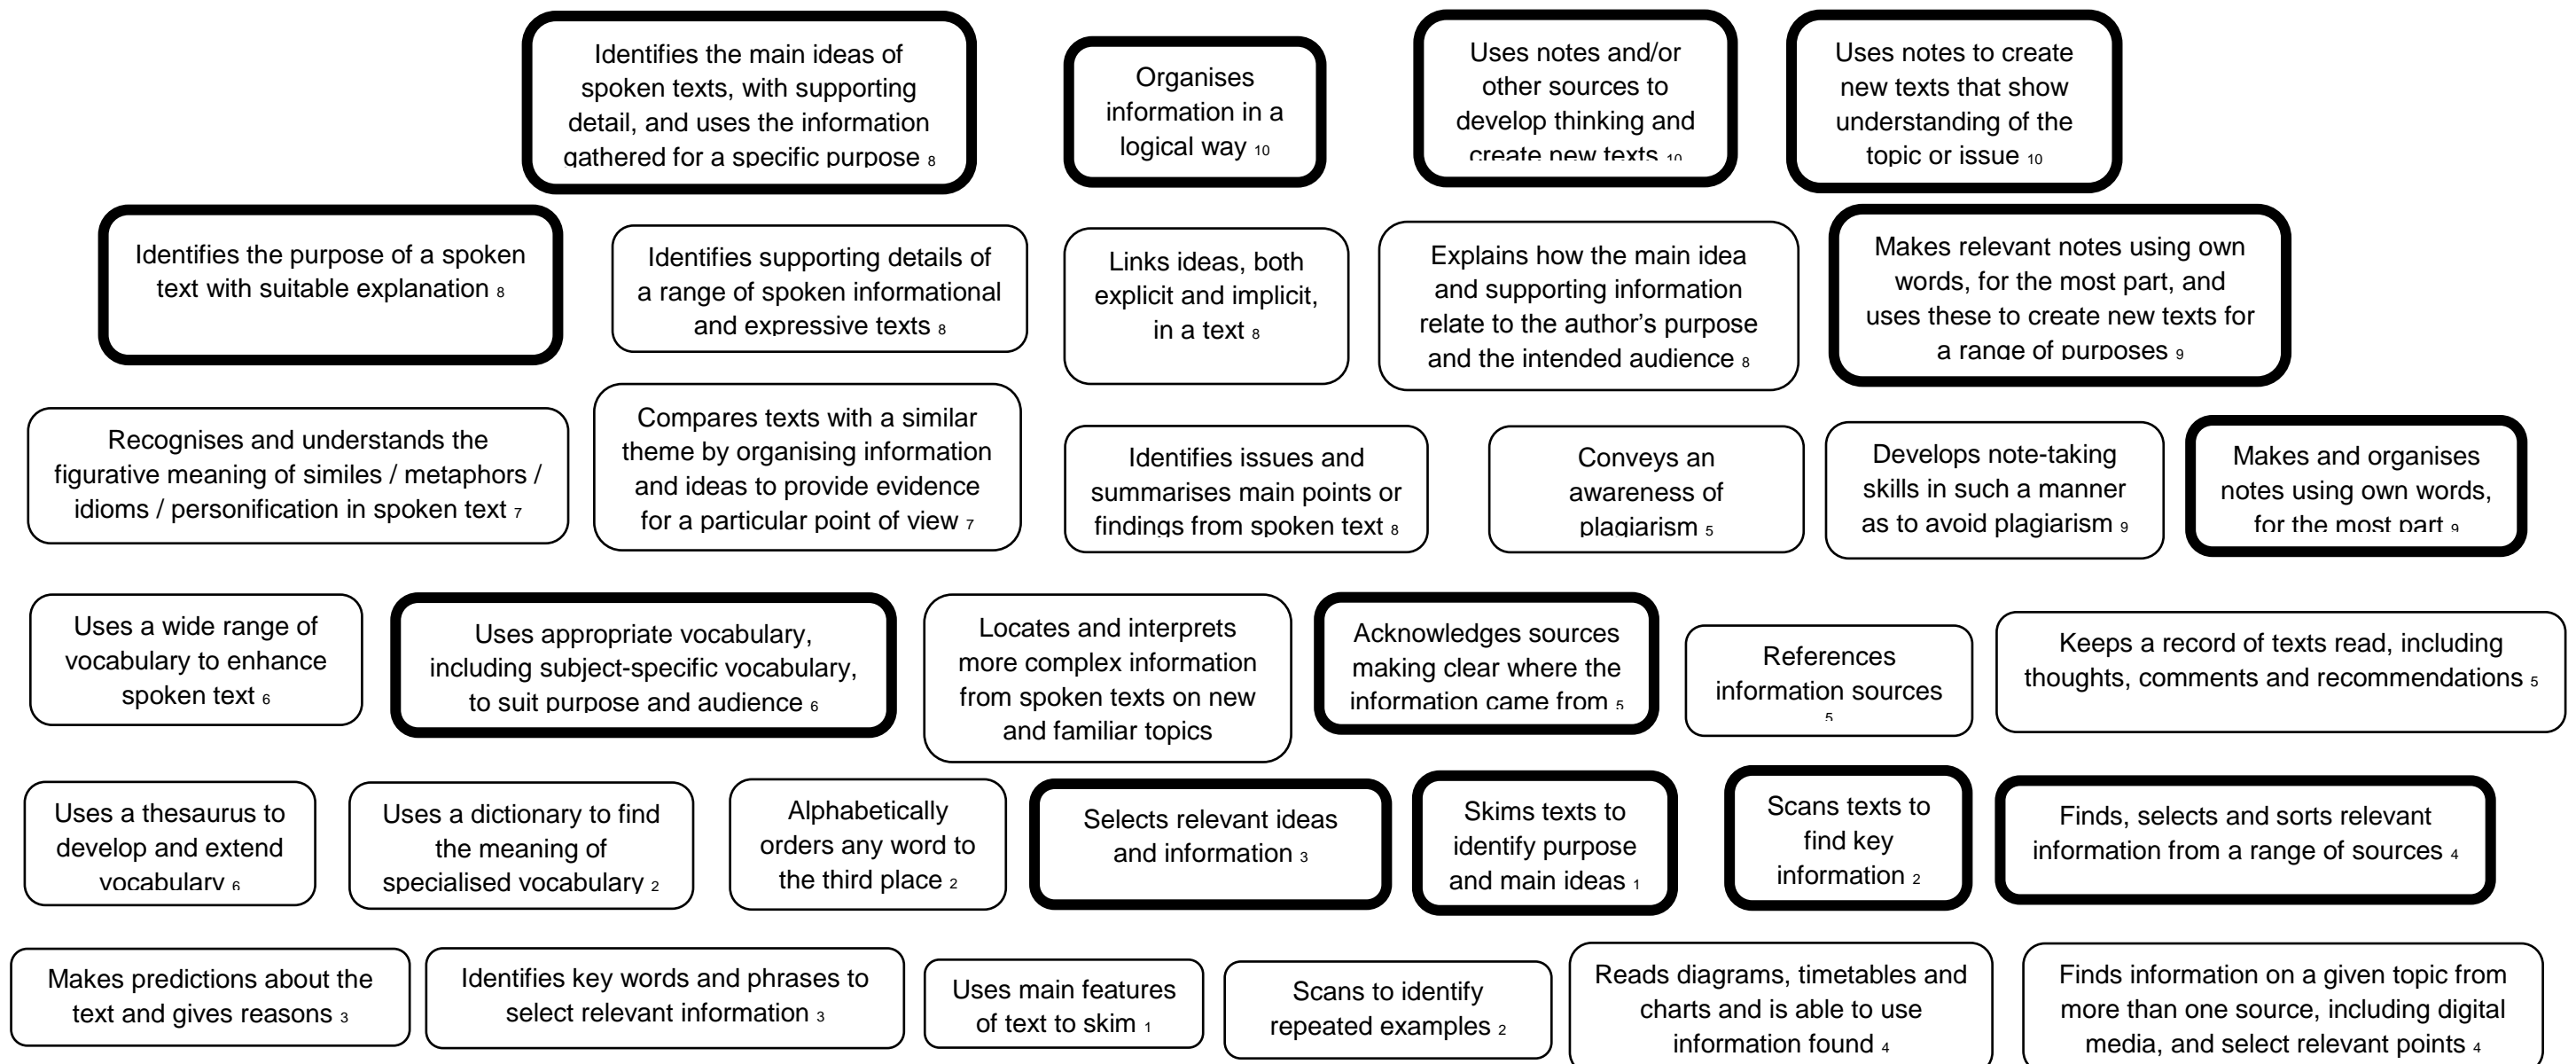 Identifies the main ideas of
spoken texts, with supporting
detail, and uses the information
gathered for a specific purpose 8
Organises
information in a
logical way 10
Uses notes and/or
other sources to
develop thinking and
create new texts 10
Uses notes to create
new texts that show
understanding of the
topic or issue 10
Identifies the purpose of a spoken
text with suitable explanation 8
Identifies supporting details of
a range of spoken informational
and expressive texts 8
Links ideas, both
explicit and implicit,
in a text 8
Explains how the main idea
and supporting information
relate to the author's purpose
and the intended audience 8
Makes relevant notes using own
words, for the most part, and
uses these to create new texts for
a range of purposes 9
Recognises and understands the
figurative meaning of similes / metaphors /
idioms / personification in spoken text 7
Compares texts with a similar
theme by organising information
and ideas to provide evidence
for a particular point of view 7
Identifies issues and
summarises main points or
findings from spoken text 8
Conveys an
awareness of
plagiarism 5
Develops note-taking
skills in such a manner
as to avoid plagiarism 9
Makes and organises
notes using own words,
for the most part 9
Uses a wide range of
vocabulary to enhance
spoken text 6
Uses appropriate vocabulary,
including subject-specific vocabulary,
to suit purpose and audience 6
Locates and interprets
more complex information
from spoken texts on new
and familiar topics
Acknowledges sources
making clear where the
information came from 5
References
information sources
5
Keeps a record of texts read, including
thoughts, comments and recommendations 5
Uses a thesaurus to
develop and extend
vocabulary 6
Uses a dictionary to find
the meaning of
specialised vocabulary 2
Alphabetically
orders any word to
the third place 2
Selects relevant ideas
and information 3
Skims texts to
identify purpose
and main ideas 1
Scans texts to
find key
information 2
Finds, selects and sorts relevant
information from a range of sources 4
Makes predictions about the
text and gives reasons 3
Identifies key words and phrases to
select relevant information 3
Uses main features
of text to skim 1
Scans to identify
repeated examples 2
Reads diagrams, timetables and
charts and is able to use
information found 4
Finds information on a given topic from
more than one source, including digital
media, and select relevant points 4